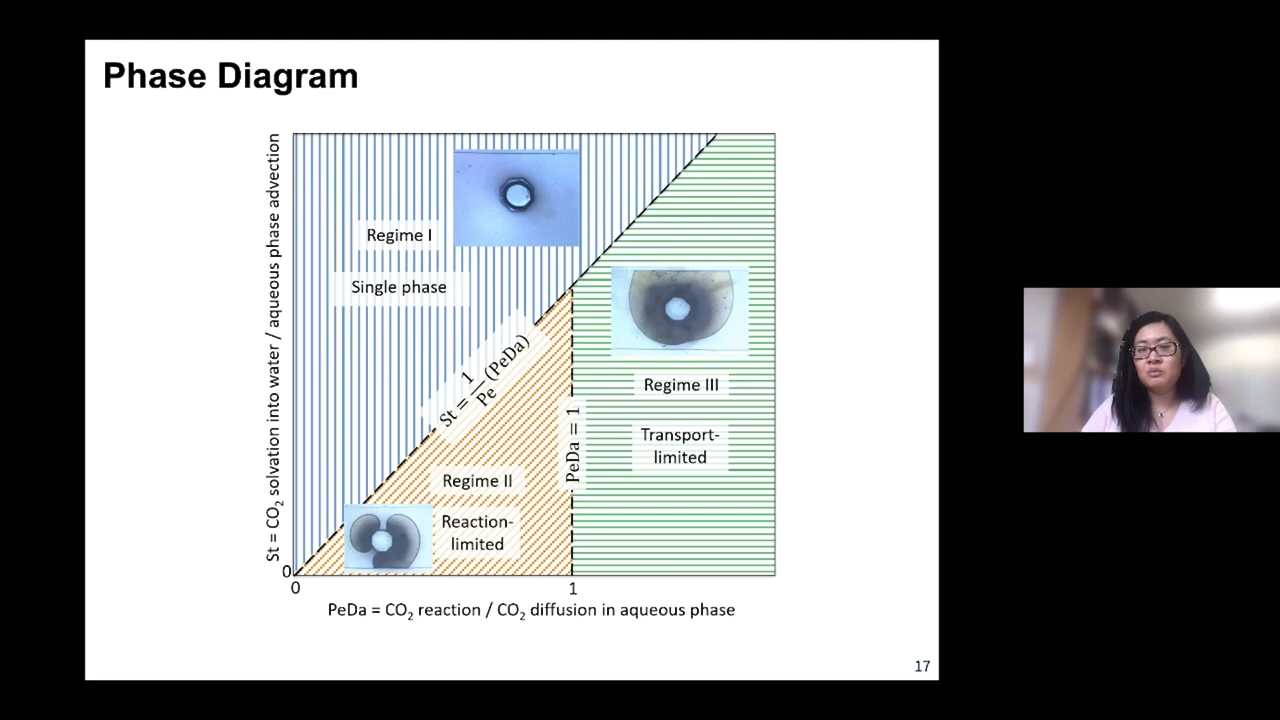 Phase Diagram
St = CO₂ solvation into water / aqueous phase advection
Regime I
Single phase
St = 1/Pe (PeDa)
Regime III
PeDa = 1
Transport-
limited
Regime II
Reaction-
limited
0
0
1
PeDa = CO₂ reaction / CO₂ diffusion in aqueous phase
17